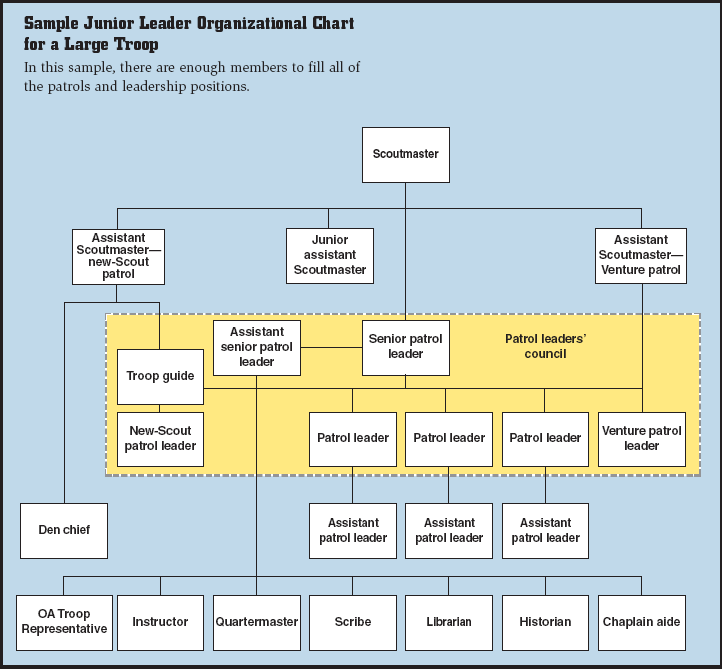 Sample Junior Leader Organizational Chart
for a Large Troop
In this sample, there are enough members to fill all of
the patrols and leadership positions.
Scoutmaster
Assistant
Scoutmaster—
new-Scout
patrol
Junior
assistant
Scoutmaster
Assistant
Scoutmaster—
Venture patrol
Assistant
senior patrol
leader
Senior patrol
leader
Patrol leaders'
council
Troop guide
New-Scout
patrol leader
Patrol leader
Patrol leader
Patrol leader
Venture patrol
leader
Den chief
Assistant
patrol leader
Assistant
patrol leader
Assistant
patrol leader
OA Troop
Representative
Instructor
Quartermaster
Scribe
Librarian
Historian
Chaplain aide